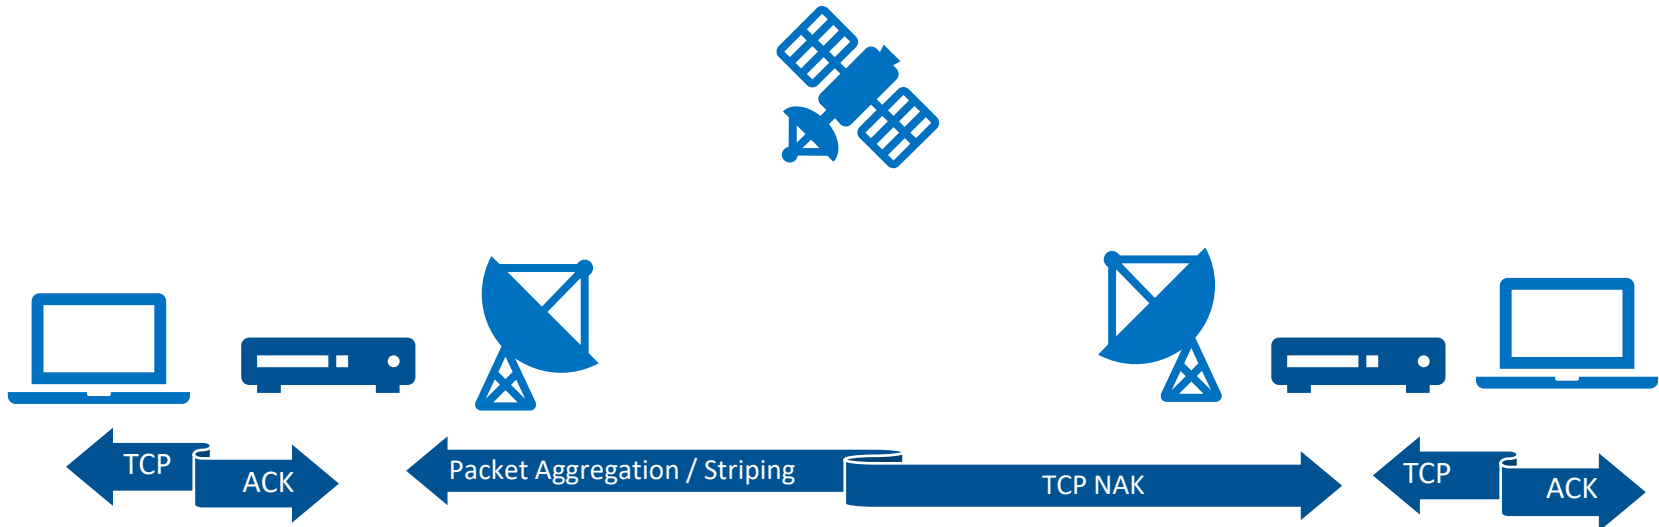 TCP
ACK
Packet Aggregation / Striping
TCP NAK
TCP
ACK